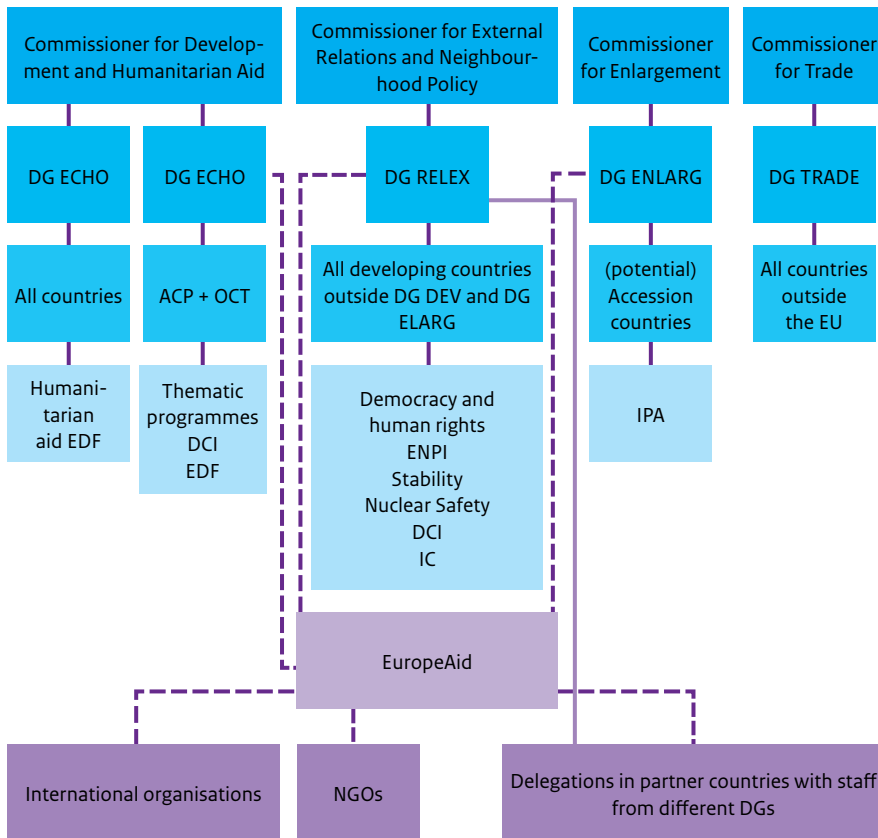 Commissioner for Develop-
ment and Humanitarian Aid
Commissioner for External
Relations and Neighbour-
hood Policy
Commissioner
for Enlargement
Commissioner
for Trade
DG ECHO
DG ECHO
DG RELEX
DG ENLARG
DG TRADE
All countries
ACP + OCT
All developing countries
outside DG DEV and DG
ELARG
(potential)
Accession
countries
All countries
outside
the EU
Humani-
tarian
aid EDF
Thematic
programmes
DCI
EDF
Democracy and
human rights
ENPI
Stability
Nuclear Safety
DCI
IC
IPA
EuropeAid
International organisations
NGOs
Delegations in partner countries with staff
from different DGs